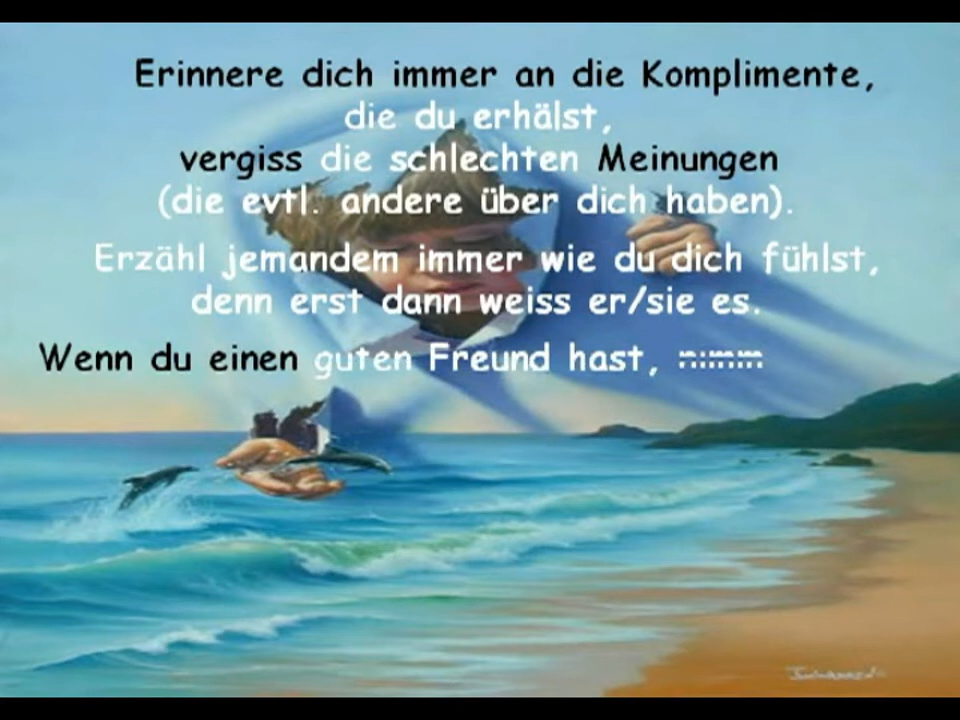 Erinnere dich immer an die Komplimente,
die du erhälst,
vergiss die schlechten Meinungen
(die evtl. andere über dich haben).
Erzähl jemandem immer wie du dich fühlst,
denn erst dann weiss er/sie es.
Wenn du einen guten Freund hast, nimm